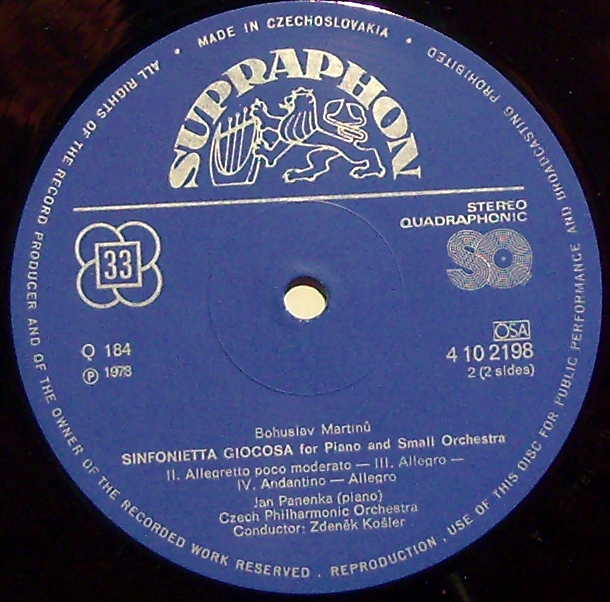 MADE IN CZECHOSLOVAKIA
ALL RIGHTS OF THE RECORD PRODUCER AND OF THE OWNER OF THE RECORDED WORK RESERVED . REPRODUCTION , USE OF THIS DISC FOR PUBLIC PERFORMANCE AND BROADCASTING PROHIBITED
SUPRAPHON
STEREO
QUADRAPHONIC
SQ
33
OSA
Q 184
4 10 2198
℗ 1978
2 (2 sides)
Bohuslav Martinů
SINFONIETTA GIOCOSA for Piano and Small Orchestra
II. Allegretto poco moderato — III. Allegro —
IV. Andantino — Allegro
Jan Panenka (piano)
Czech Philharmonic Orchestra
Conductor: Zdeněk Košler